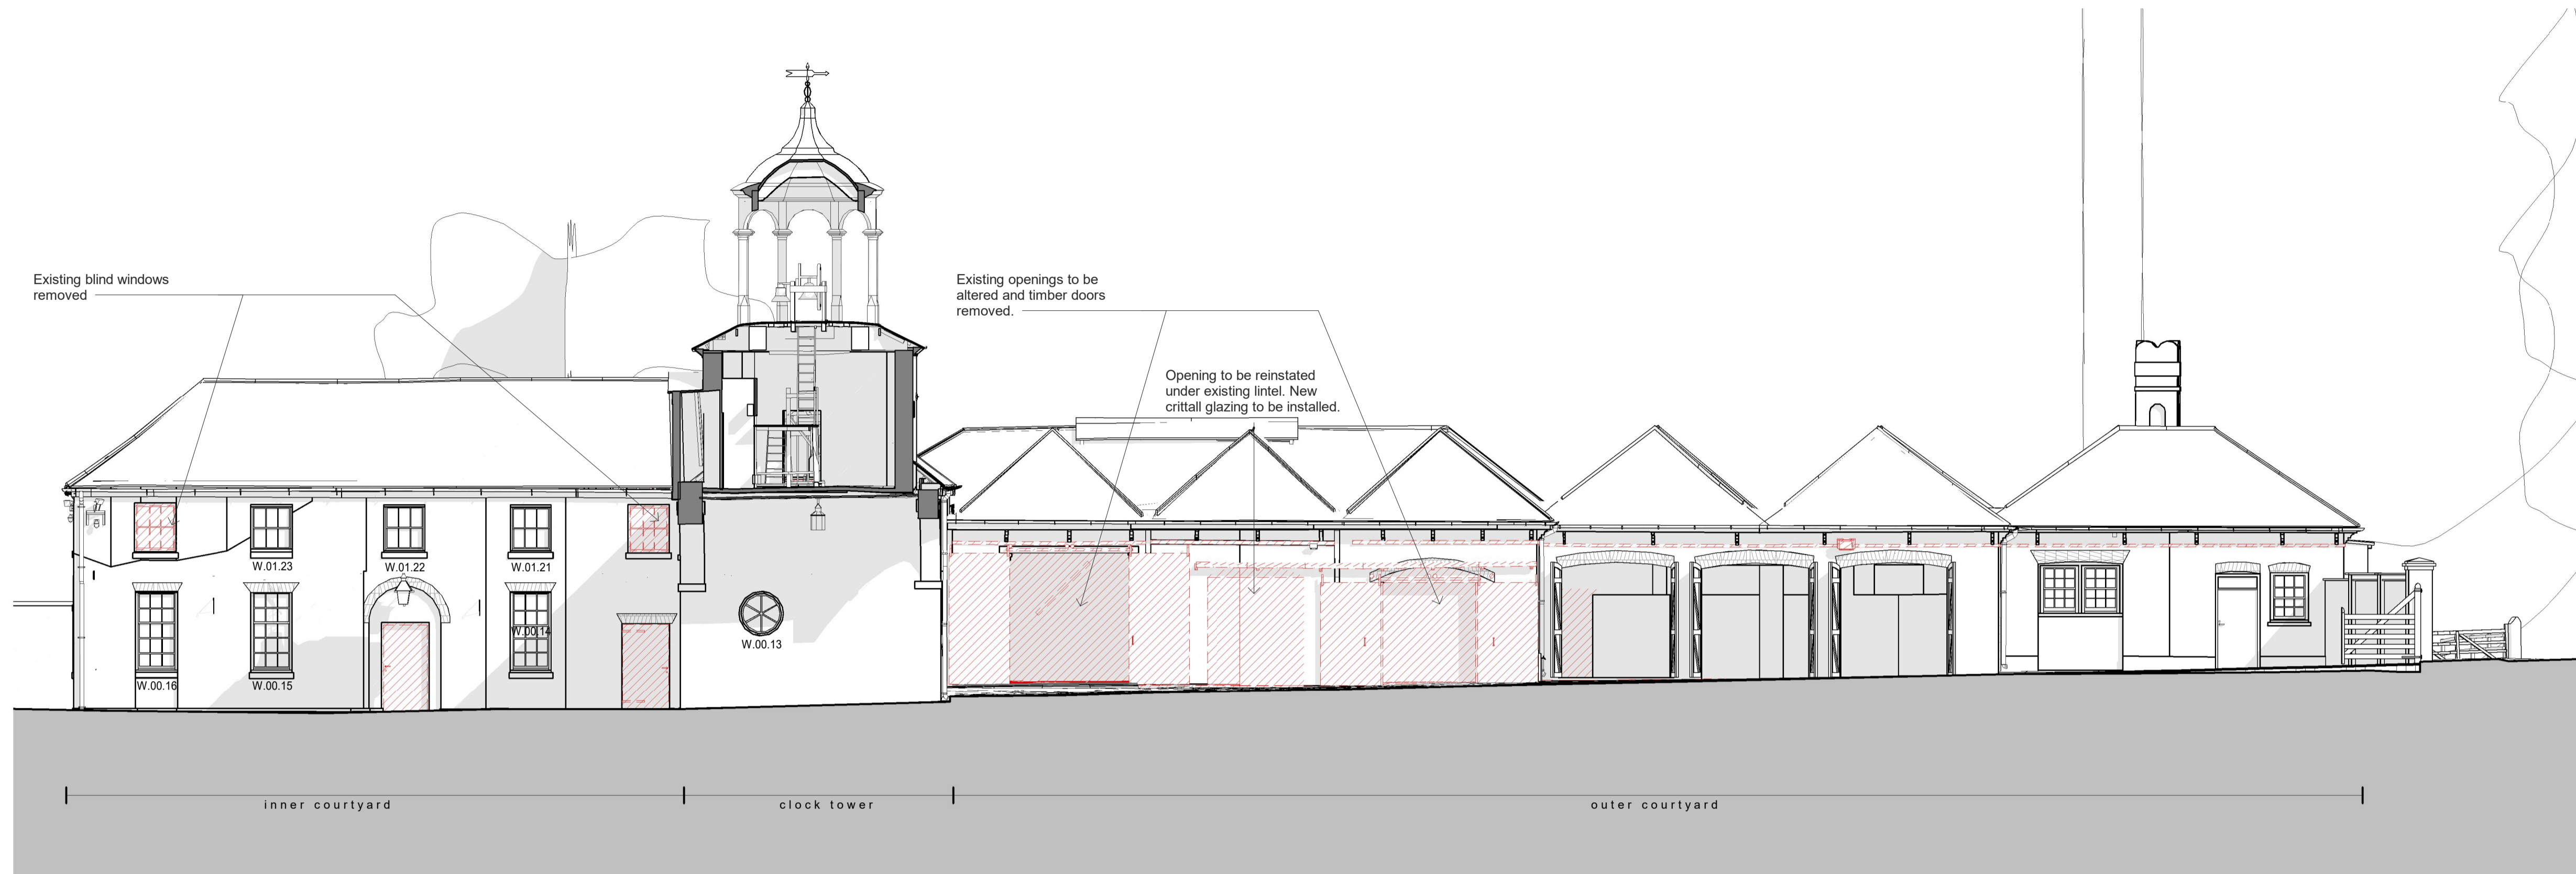 Existing blind windows
removed
Existing openings to be
altered and timber doors
removed.
Opening to be reinstated
under existing lintel. New
crittall glazing to be installed.
W.01.23
W.01.22
W.01.21
W.00.14
W.00.13
W.00.16
W.00.15
inner courtyard
clock tower
outer courtyard